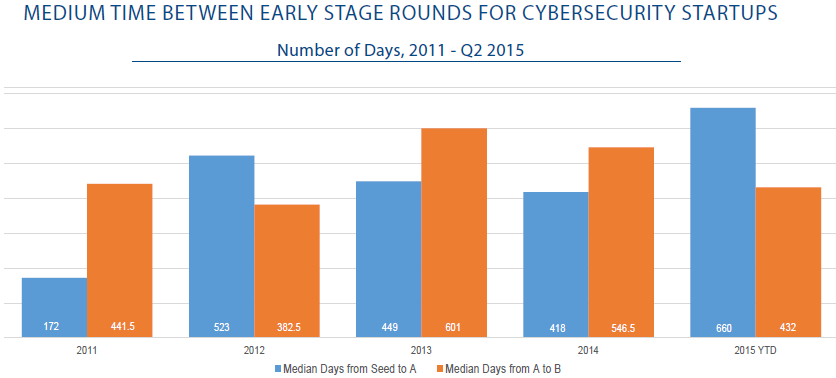 MEDIUM TIME BETWEEN EARLY STAGE ROUNDS FOR CYBERSECURITY STARTUPS
Number of Days, 2011 - Q2 2015
172 441.5 523 382.5 449 601 418 546.5 660 432
2011 2012 2013 2014 2015 YTD
Median Days from Seed to A Median Days from A to B